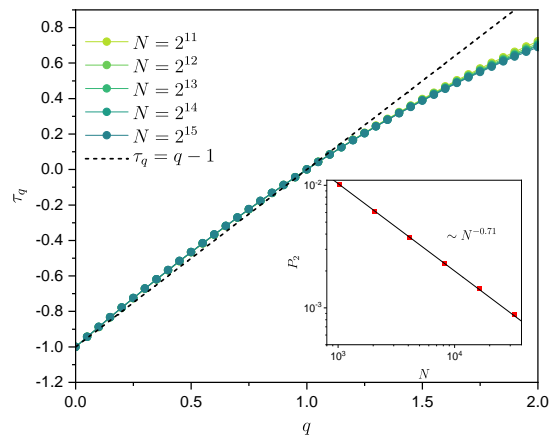 1.0
0.8
0.6
0.4
0.2
0.0
-0.2
-0.4
-0.6
-0.8
-1.0
-1.2
τ_q
N = 2^11
N = 2^12
N = 2^13
N = 2^14
N = 2^15
τ_q = q − 1
10^-2
10^-3
P_2
∼ N^−0.71
10^3
10^4
N
0.0
0.5
1.0
1.5
2.0
q